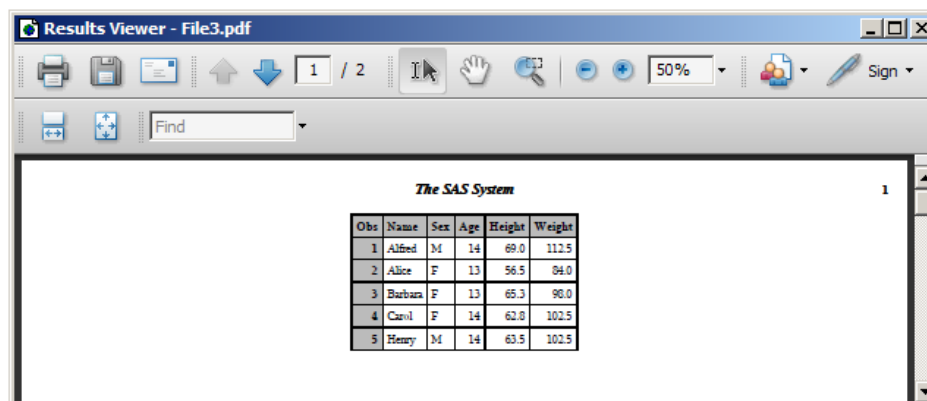 Results Viewer - File3.pdf
1 / 2
50%
Sign
Find
The SAS System
1
Obs Name Sex Age Height Weight
1 Alfred M 14 69.0 112.5
2 Alice F 13 56.5 84.0
3 Barbara F 13 65.3 98.0
4 Carol F 14 62.8 102.5
5 Henry M 14 63.5 102.5